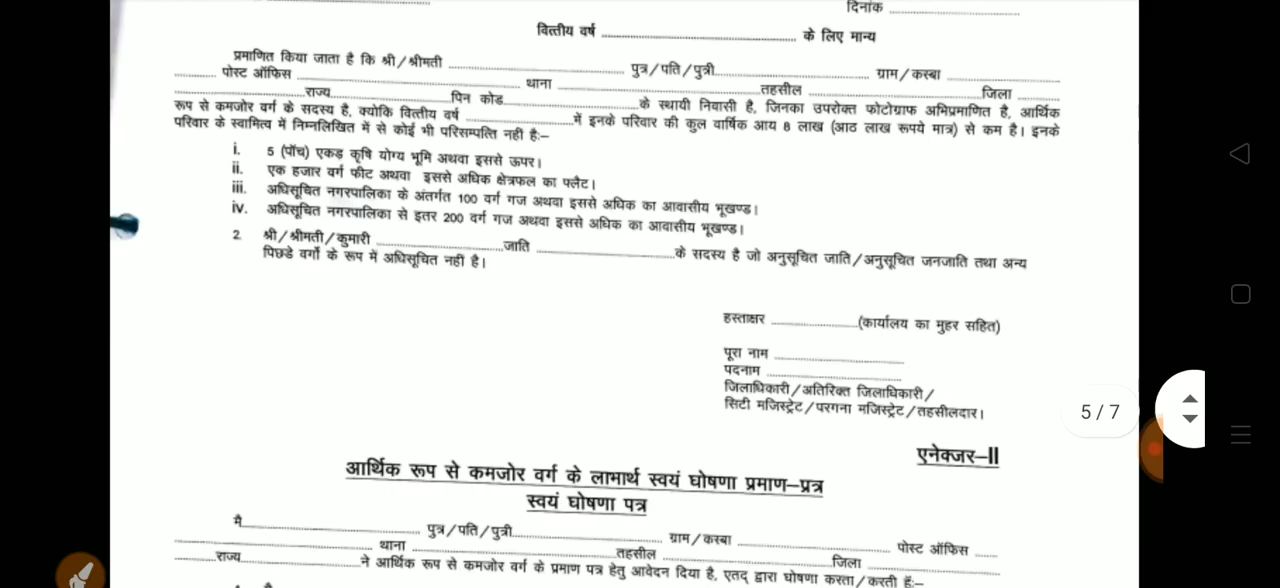 दिनांक ..............................
वित्तीय वर्ष .............................................. के लिए मान्य
प्रमाणित किया जाता है कि श्री/श्रीमती .......................................... पुत्र/पति/पुत्री..................................... ग्राम/कस्बा ...........................
.......... पोस्ट ऑफिस ..................................................... थाना ................................................तहसील .........................................जिला ..........
...............................राज्य............................पिन कोड................................के स्थायी निवासी है, जिनका उपरोक्त फोटोग्राफ अभिप्रमाणित है, आर्थिक
रूप से कमजोर वर्ग के सदस्य है, क्योकि वित्तीय वर्ष .........................में इनके परिवार की कुल वार्षिक आय 8 लाख (आठ लाख रूपये मात्र) से कम है। इनके
परिवार के स्वामित्व में निम्नलिखित में से कोई भी परिसम्पत्ति नहीं है:–
i. 5 (पाँच) एकड़ कृषि योग्य भूमि अथवा इससे ऊपर।
ii. एक हजार वर्ग फीट अथवा इससे अधिक क्षेत्रफल का फ्लैट।
iii. अधिसूचित नगरपालिका के अंतर्गत 100 वर्ग गज अथवा इससे अधिक का आवासीय भूखण्ड।
iv. अधिसूचित नगरपालिका से इतर 200 वर्ग गज अथवा इससे अधिक का आवासीय भूखण्ड।
2. श्री/श्रीमती/कुमारी ..............................जाति ................................के सदस्य है जो अनुसूचित जाति/अनुसूचित जनजाति तथा अन्य
पिछडे वर्गो के रूप में अधिसूचित नहीं है।
हस्ताक्षर .....................(कार्यालय का मुहर सहित)
पूरा नाम ..............................
पदनाम ...............................
जिलाधिकारी/अतिरिक्त जिलाधिकारी/
सिटी मजिस्ट्रेट/परगना मजिस्ट्रेट/तहसीलदार।
5/7
एनेक्जर–II
आर्थिक रूप से कमजोर वर्ग के लाभार्थ स्वयं घोषणा प्रमाण–प्रत्र
स्वयं घोषणा पत्र
मै.......................................... पुत्र/पति/पुत्री..................................... ग्राम/कस्बा ................................... पोस्ट ऑफिस ......
............................................... थाना ................................................तहसील .........................................जिला ..............................
..........राज्य............................ने आर्थिक रूप से कमजोर वर्ग के प्रमाण पत्र हेतु आवेदन दिया है, एतद् द्वारा घोषणा करता/करती हूँ:–